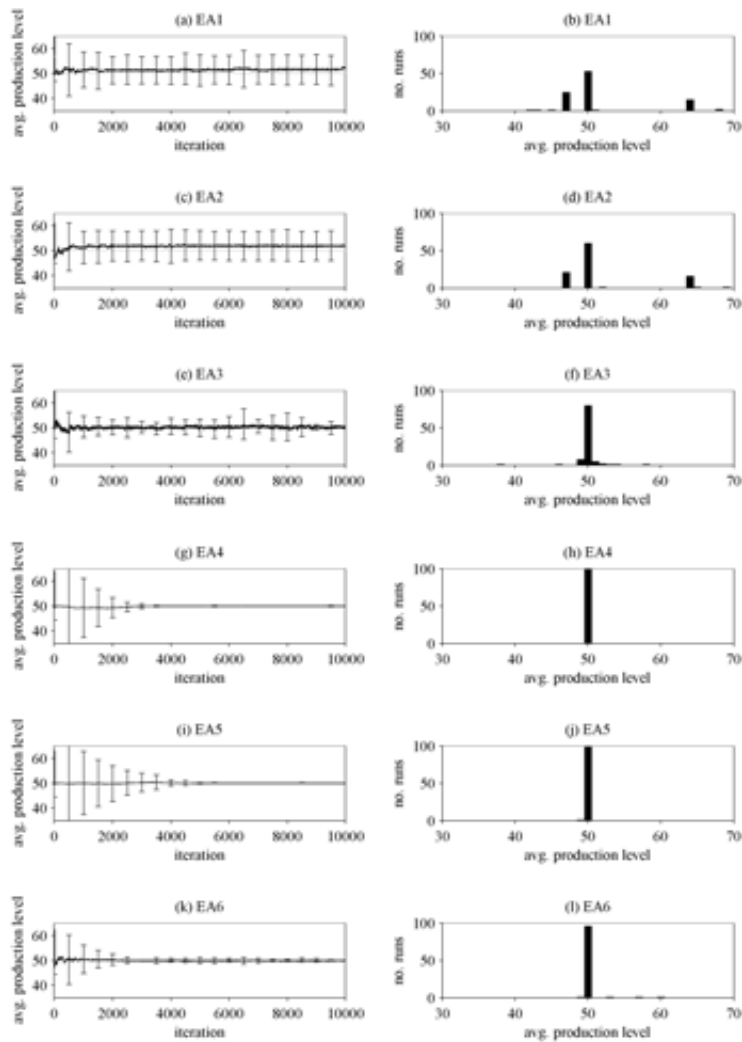 (a) EA1
(b) EA1
avg. production level
60
50
40
0 2000 4000 6000 8000 10000
iteration
no. runs
100
50
0
30 40 50 60 70
avg. production level
(c) EA2
(d) EA2
avg. production level
60
50
40
0 2000 4000 6000 8000 10000
iteration
no. runs
100
50
0
30 40 50 60 70
avg. production level
(e) EA3
(f) EA3
avg. production level
60
50
40
0 2000 4000 6000 8000 10000
iteration
no. runs
100
50
0
30 40 50 60 70
avg. production level
(g) EA4
(h) EA4
avg. production level
60
50
40
0 2000 4000 6000 8000 10000
iteration
no. runs
100
50
0
30 40 50 60 70
avg. production level
(i) EA5
(j) EA5
avg. production level
60
50
40
0 2000 4000 6000 8000 10000
iteration
no. runs
100
50
0
30 40 50 60 70
avg. production level
(k) EA6
(l) EA6
avg. production level
60
50
40
0 2000 4000 6000 8000 10000
iteration
no. runs
100
50
0
30 40 50 60 70
avg. production level